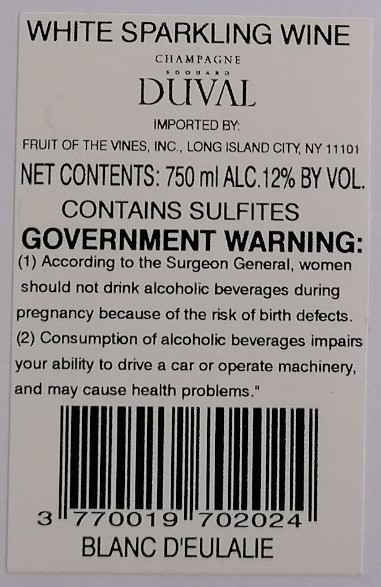 WHITE SPARKLING WINE
CHAMPAGNE
EDOUARD
DUVAL
IMPORTED BY:
FRUIT OF THE VINES, INC., LONG ISLAND CITY, NY 11101
NET CONTENTS: 750 ml ALC.12% BY VOL.
CONTAINS SULFITES
GOVERNMENT WARNING:
(1) According to the Surgeon General, women
should not drink alcoholic beverages during
pregnancy because of the risk of birth defects.
(2) Consumption of alcoholic beverages impairs
your ability to drive a car or operate machinery,
and may cause health problems."
3 770019 702024
BLANC D'EULALIE